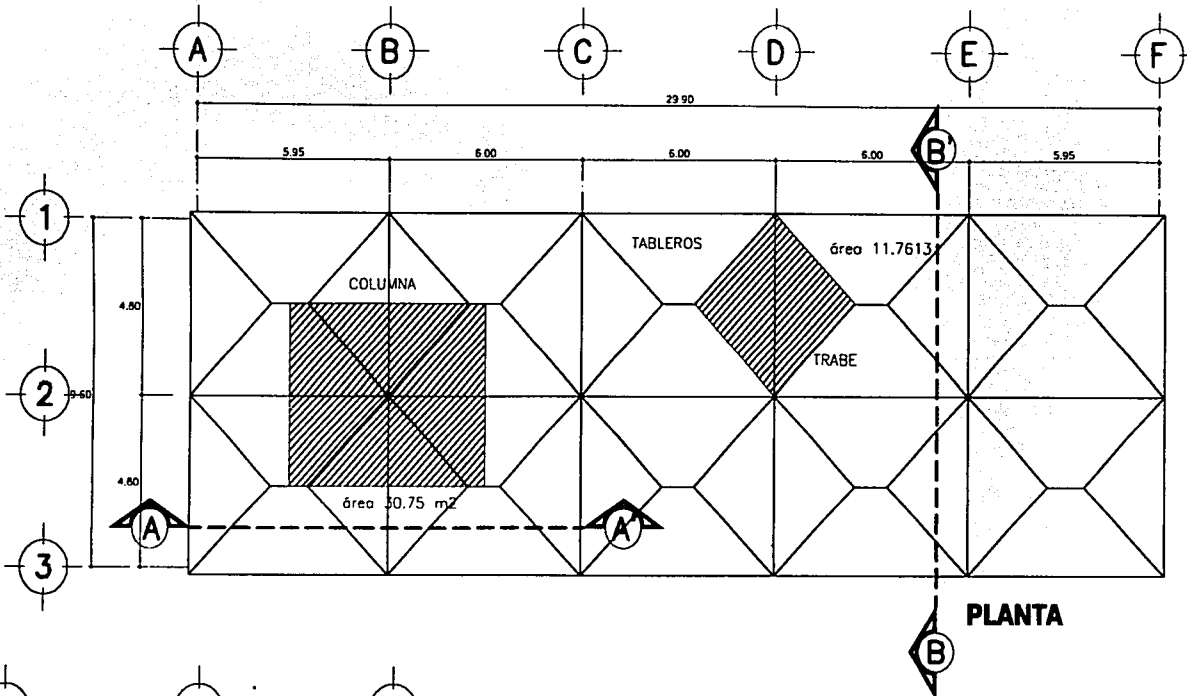 A B C D E F
29.90
5.95 6.00 6.00 6.00 5.95
B'
1
TABLEROS
área 11.7613
COLUMNA
4.80
TRABE
2
9.60
4.80
área 30.75 m2
A A'
3
PLANTA
B